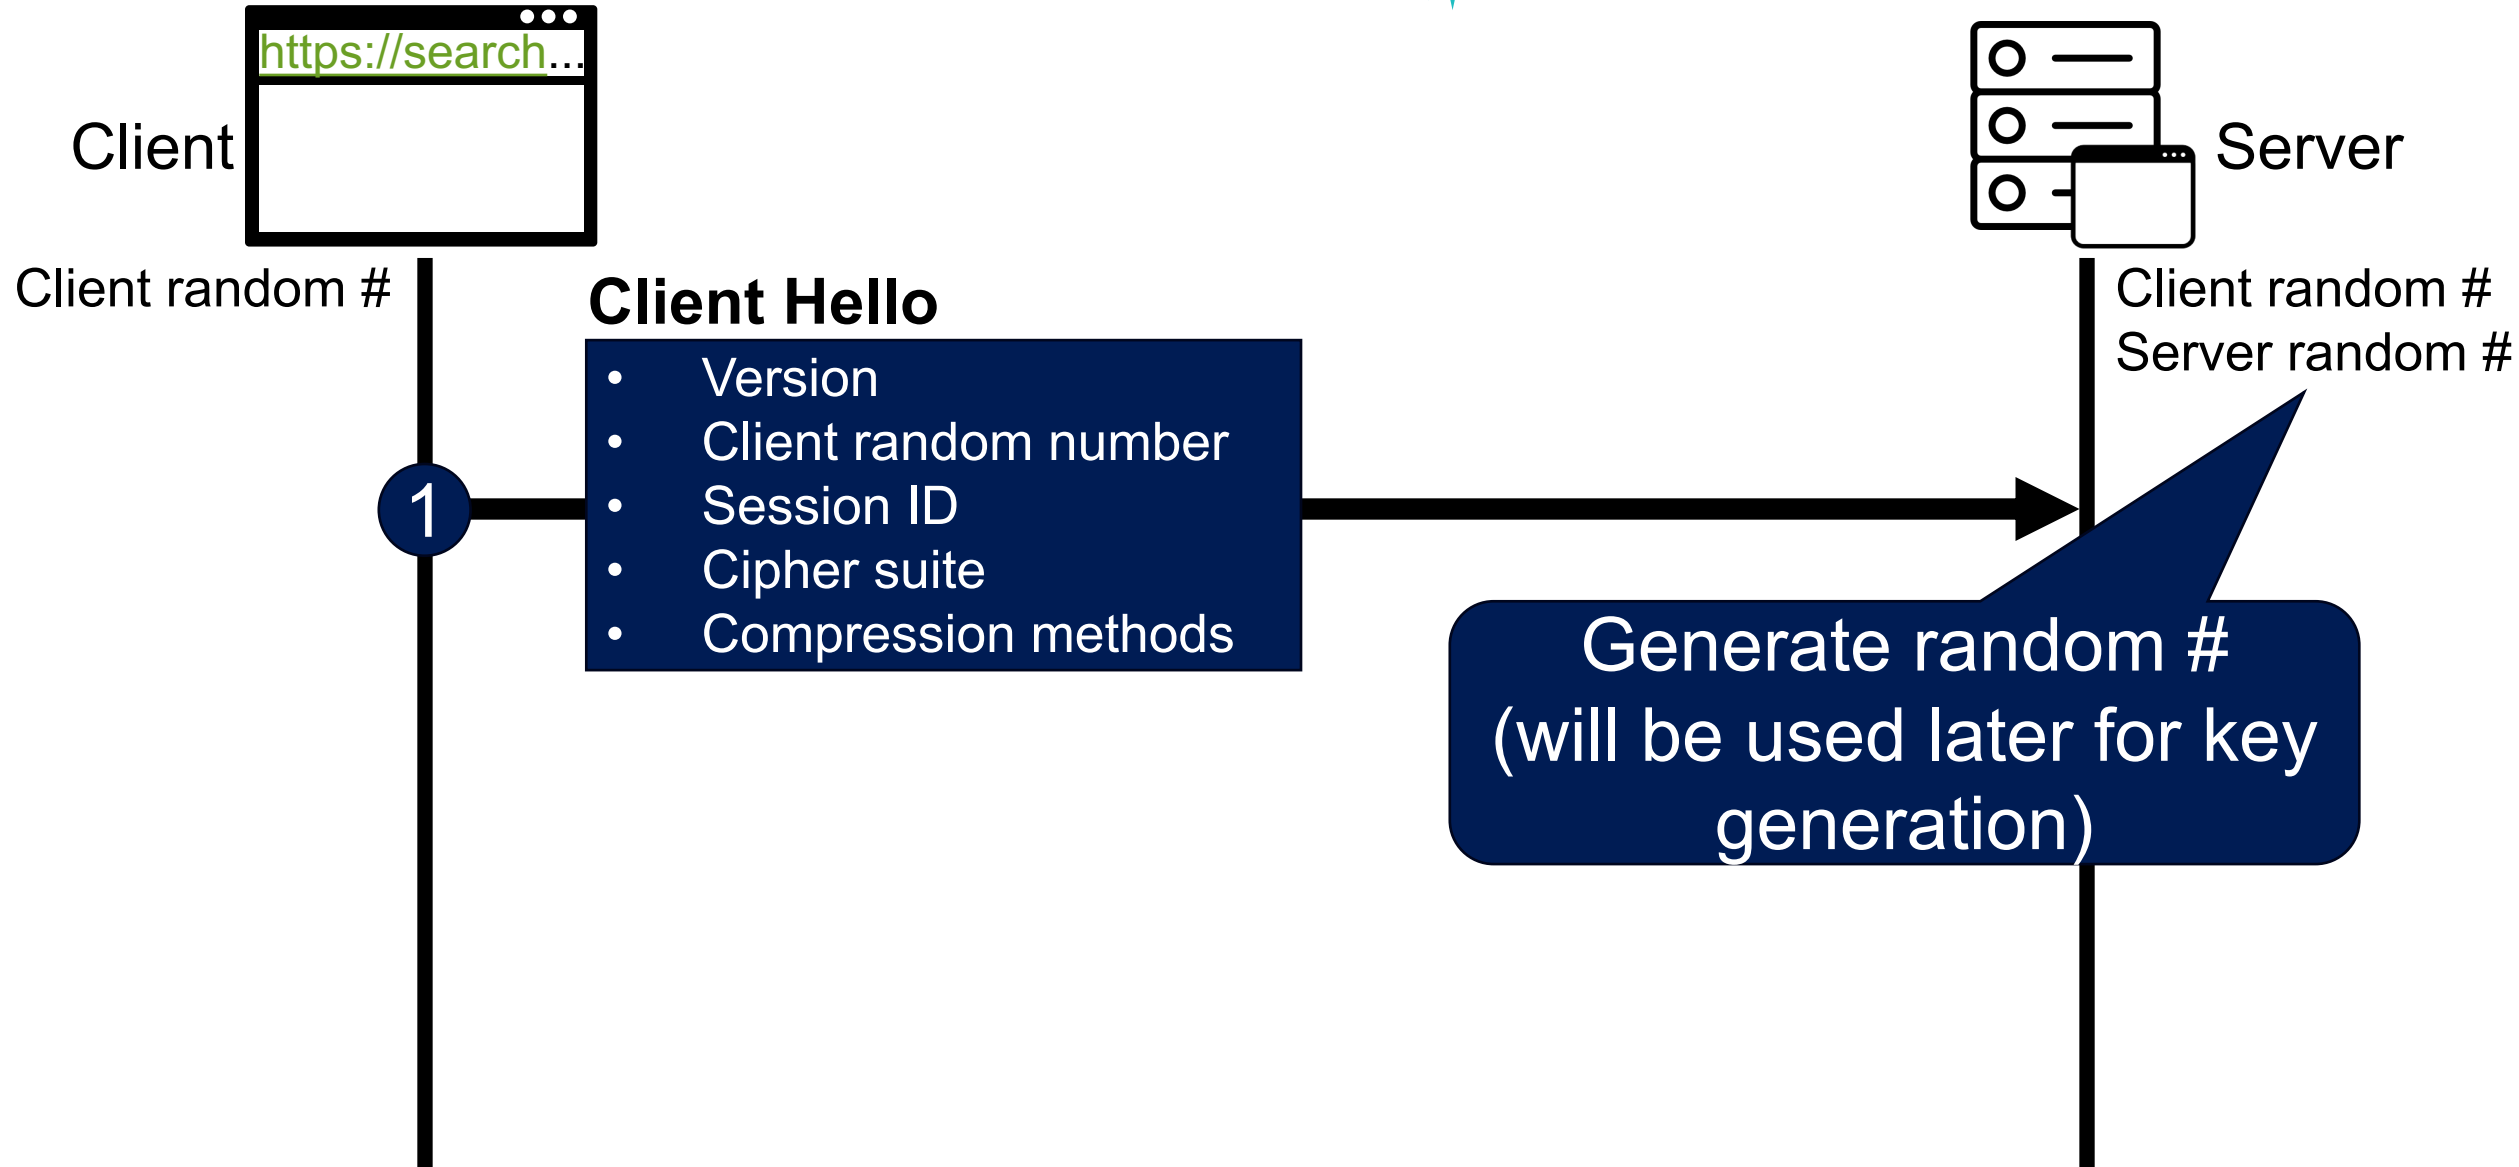 https://search...
Client
Server
Client random #
Client Hello
Client random #
Server random #
• Version
• Client random number
• Session ID
• Cipher suite
• Compression methods
1
Generate random #
(will be used later for key
generation)